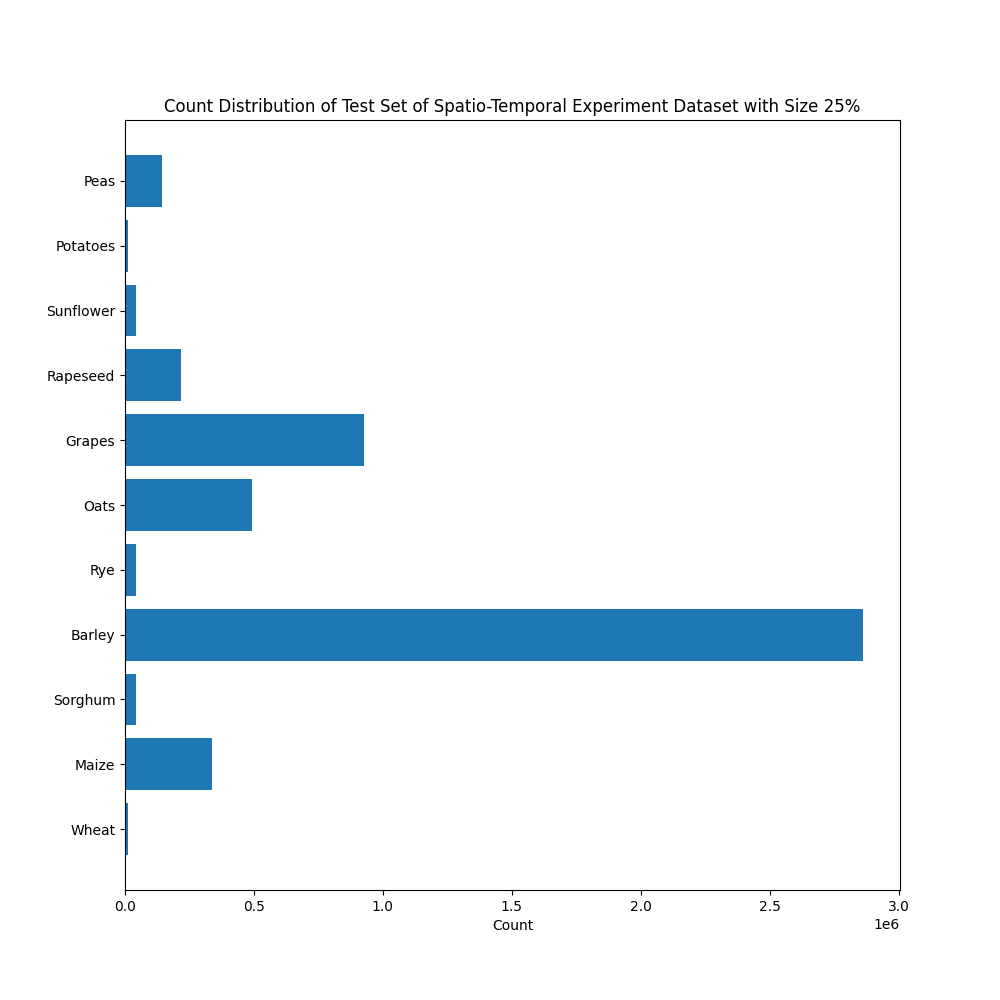 Count Distribution of Test Set of Spatio-Temporal Experiment Dataset with Size 25%
Peas
Potatoes
Sunflower
Rapeseed
Grapes
Oats
Rye
Barley
Sorghum
Maize
Wheat
0.0 0.5 1.0 1.5 2.0 2.5 3.0
1e6
Count